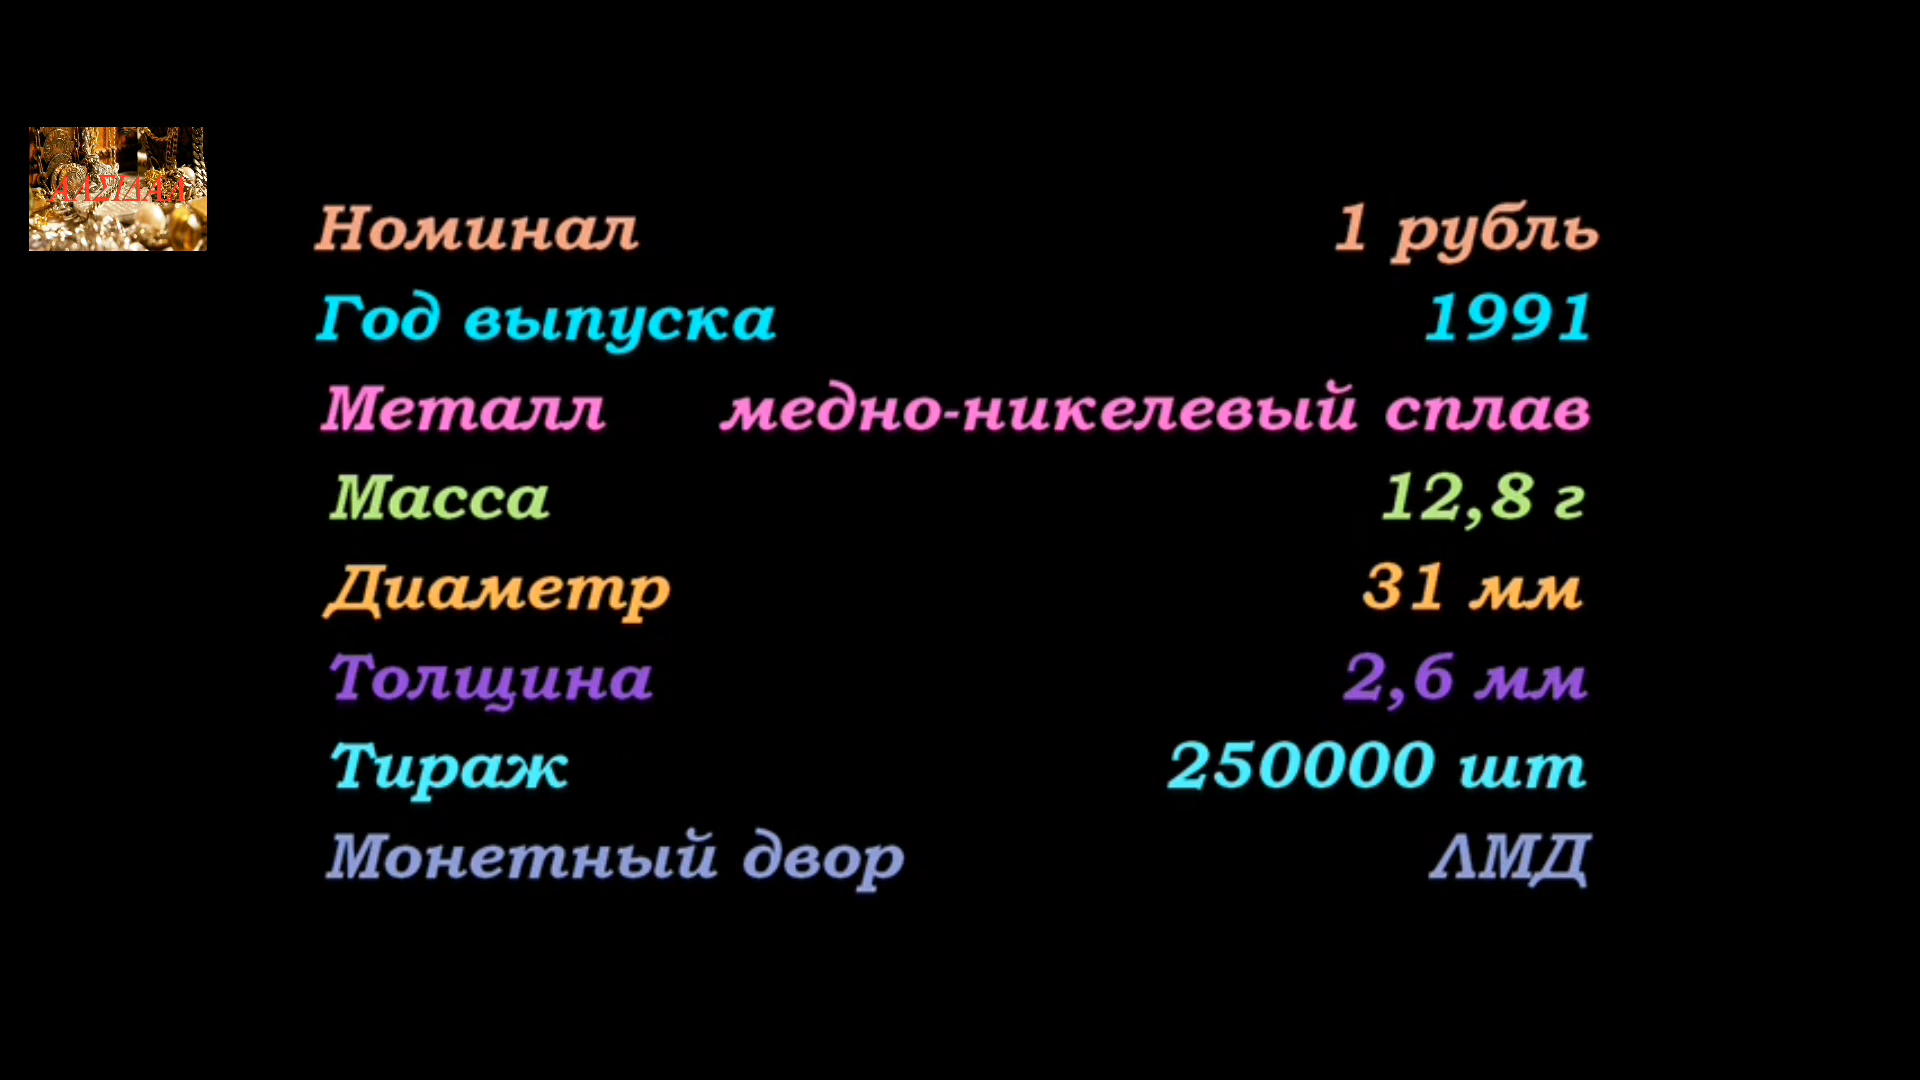 ΑΛΣΙΔΑΛ
Номинал 1 рубль
Год выпуска 1991
Металл медно-никелевый сплав
Масса 12,8 г
Диаметр 31 мм
Толщина 2,6 мм
Тираж 250000 шт
Монетный двор ЛМД